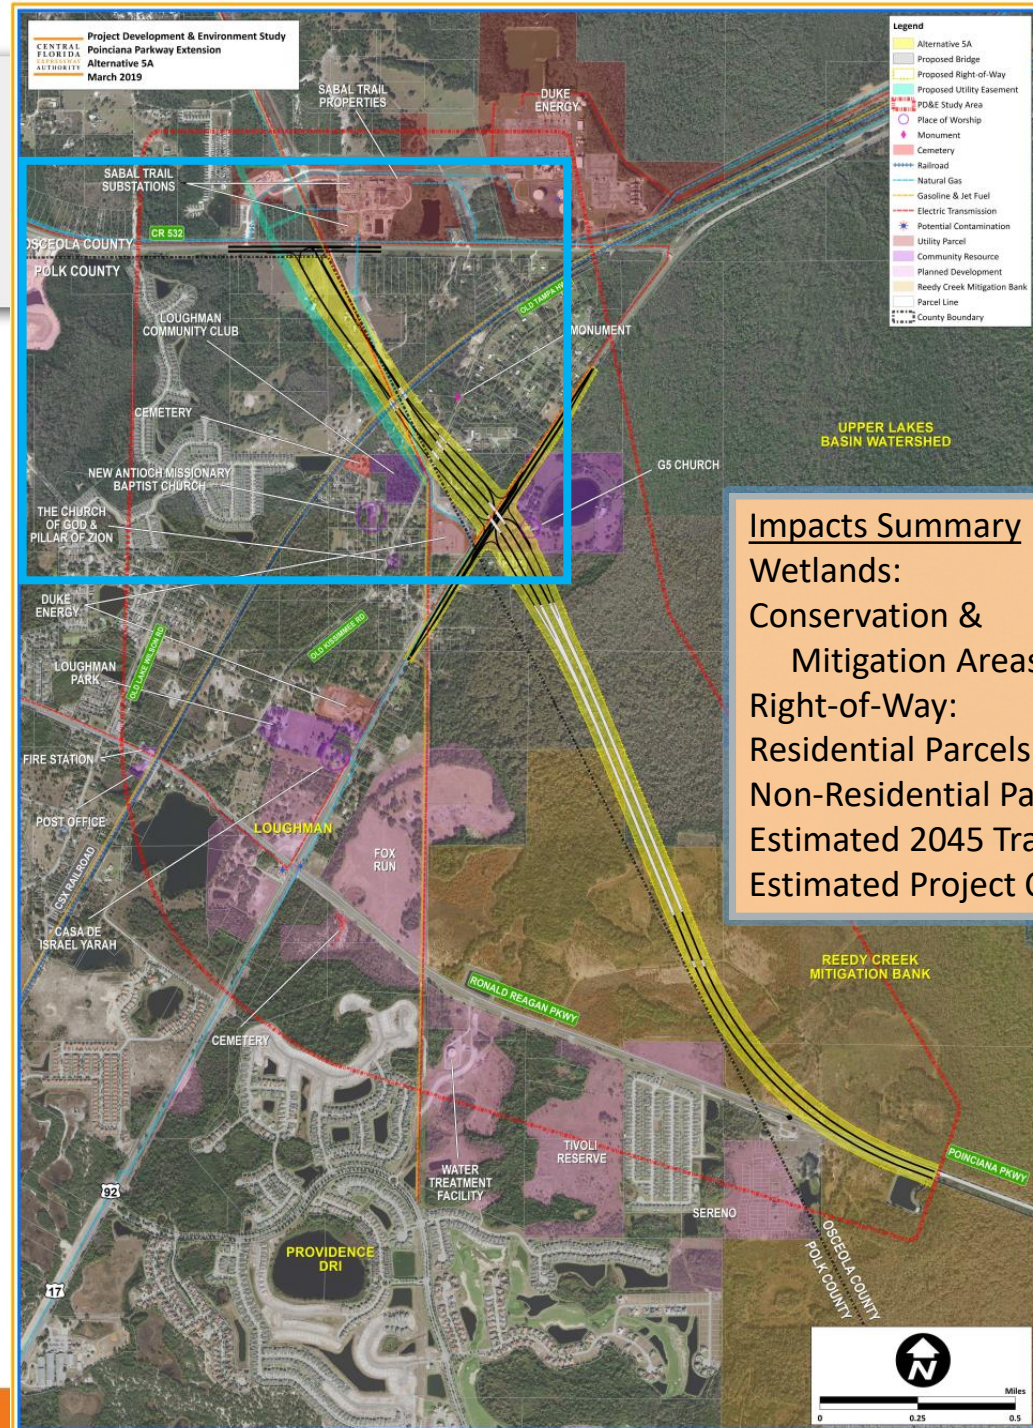 CENTRAL
FLORIDA
EXPRESSWAY
AUTHORITY
Project Development & Environment Study
Poinciana Parkway Extension
Alternative 5A
March 2019
Legend
Alternative 5A
Proposed Bridge
Proposed Right-of-Way
Proposed Utility Easement
PD&E Study Area
Place of Worship
Monument
Cemetery
Railroad
Natural Gas
Gasoline & Jet Fuel
Electric Transmission
Potential Contamination
Utility Parcel
Community Resource
Planned Development
Reedy Creek Mitigation Bank
Parcel Line
County Boundary
SABAL TRAIL
PROPERTIES
DUKE
ENERGY
SABAL TRAIL
SUBSTATIONS
CR 532
OSCEOLA COUNTY
POLK COUNTY
OLD TAMPA HWY
LOUGHMAN
COMMUNITY CLUB
MONUMENT
CEMETERY
UPPER LAKES
BASIN WATERSHED
NEW ANTIOCH MISSIONARY
BAPTIST CHURCH
G5 CHURCH
THE CHURCH
OF GOD &
PILLAR OF ZION
Impacts Summary
Wetlands:
Conservation &
Mitigation Areas
Right-of-Way:
Residential Parcels
Non-Residential Pa
Estimated 2045 Tra
Estimated Project C
DUKE
ENERGY
OLD LAKE WILSON RD
OLD KISSIMMEE RD
LOUGHMAN
PARK
FIRE STATION
POST OFFICE
LOUGHMAN
FOX
RUN
CSX RAILROAD
CASA DE
ISRAEL YARAH
REEDY CREEK
MITIGATION BANK
RONALD REAGAN PKWY
CEMETERY
TIVOLI
RESERVE
POINCIANA PKWY
WATER
TREATMENT
FACILITY
92
SERENO
OSCEOLA COUNTY
POLK COUNTY
PROVIDENCE
DRI
17
N
Miles
0 0.25 0.5